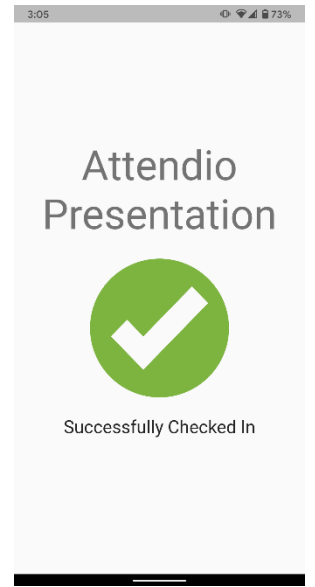 3:05 73%
Attendio
Presentation
Successfully Checked In